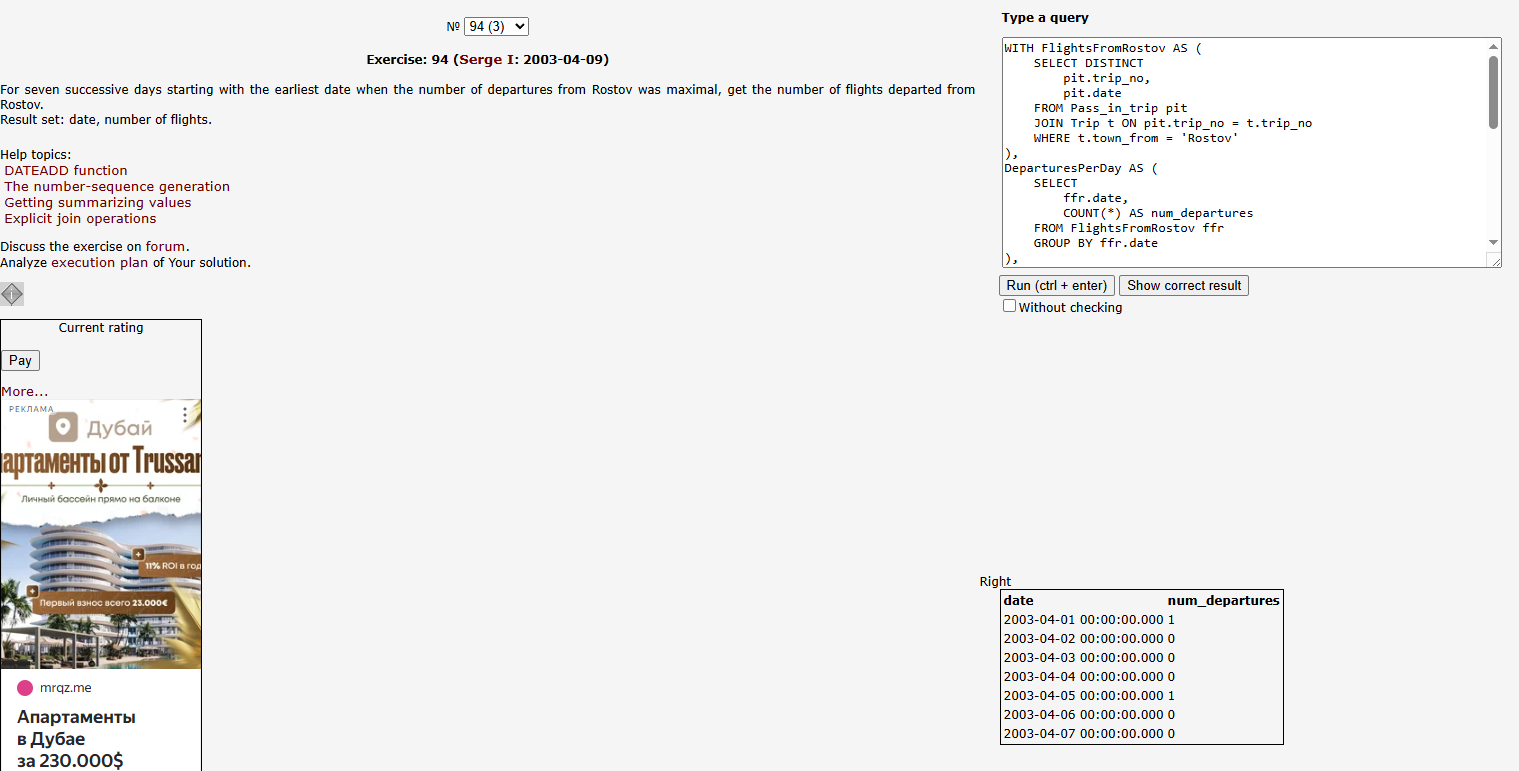 № 94 (3)
Exercise: 94 (Serge I: 2003-04-09)
For seven successive days starting with the earliest date when the number of departures from Rostov was maximal, get the number of flights departed from
Rostov.
Result set: date, number of flights.
Help topics:
DATEADD function
The number-sequence generation
Getting summarizing values
Explicit join operations
Discuss the exercise on forum.
Analyze execution plan of Your solution.
Current rating
Pay
More...
РЕКЛАМА
Дубай
артаменты от Trussar
Личный бассейн прямо на балконе
11% ROI в год
Первый взнос всего 23.000€
mrqz.me
Апартаменты
в Дубае
за 230.000$
Type a query
WITH FlightsFromRostov AS (
SELECT DISTINCT
pit.trip_no,
pit.date
FROM Pass_in_trip pit
JOIN Trip t ON pit.trip_no = t.trip_no
WHERE t.town_from = 'Rostov'
),
DeparturesPerDay AS (
SELECT
ffr.date,
COUNT(*) AS num_departures
FROM FlightsFromRostov ffr
GROUP BY ffr.date
),
Run (ctrl + enter) Show correct result
Without checking
Right
date num_departures
2003-04-01 00:00:00.000 1
2003-04-02 00:00:00.000 0
2003-04-03 00:00:00.000 0
2003-04-04 00:00:00.000 0
2003-04-05 00:00:00.000 1
2003-04-06 00:00:00.000 0
2003-04-07 00:00:00.000 0